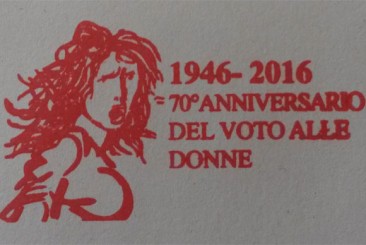 1946- 2016
70° ANNIVERSARIO
DEL VOTO ALLE
DONNE